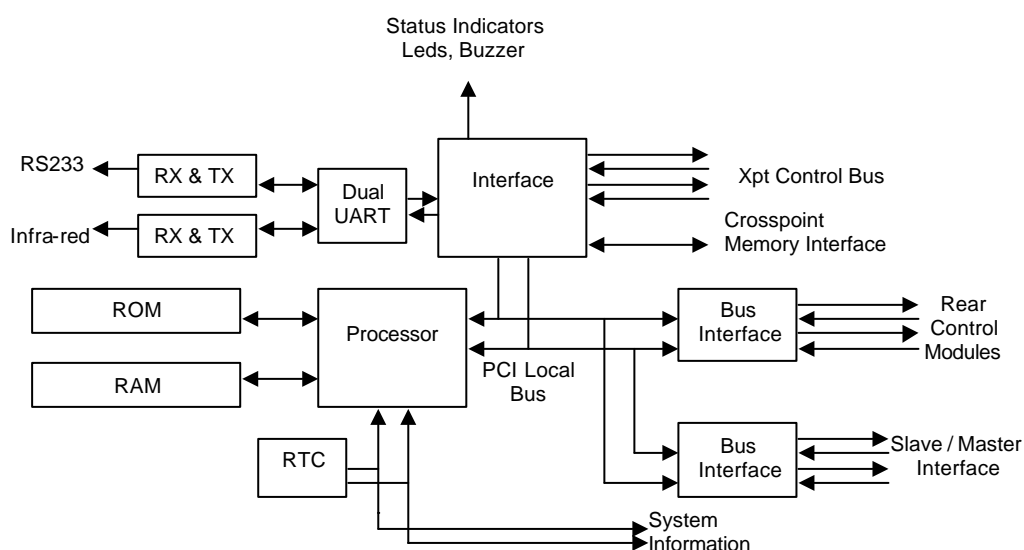 Status Indicators
Leds, Buzzer
RS233
RX & TX
Dual
UART
Interface
Xpt Control Bus
Infra-red
RX & TX
Crosspoint
Memory Interface
ROM
Processor
Bus
Interface
Rear
Control
Modules
RAM
PCI Local
Bus
RTC
Bus
Interface
Slave / Master
Interface
System
Information